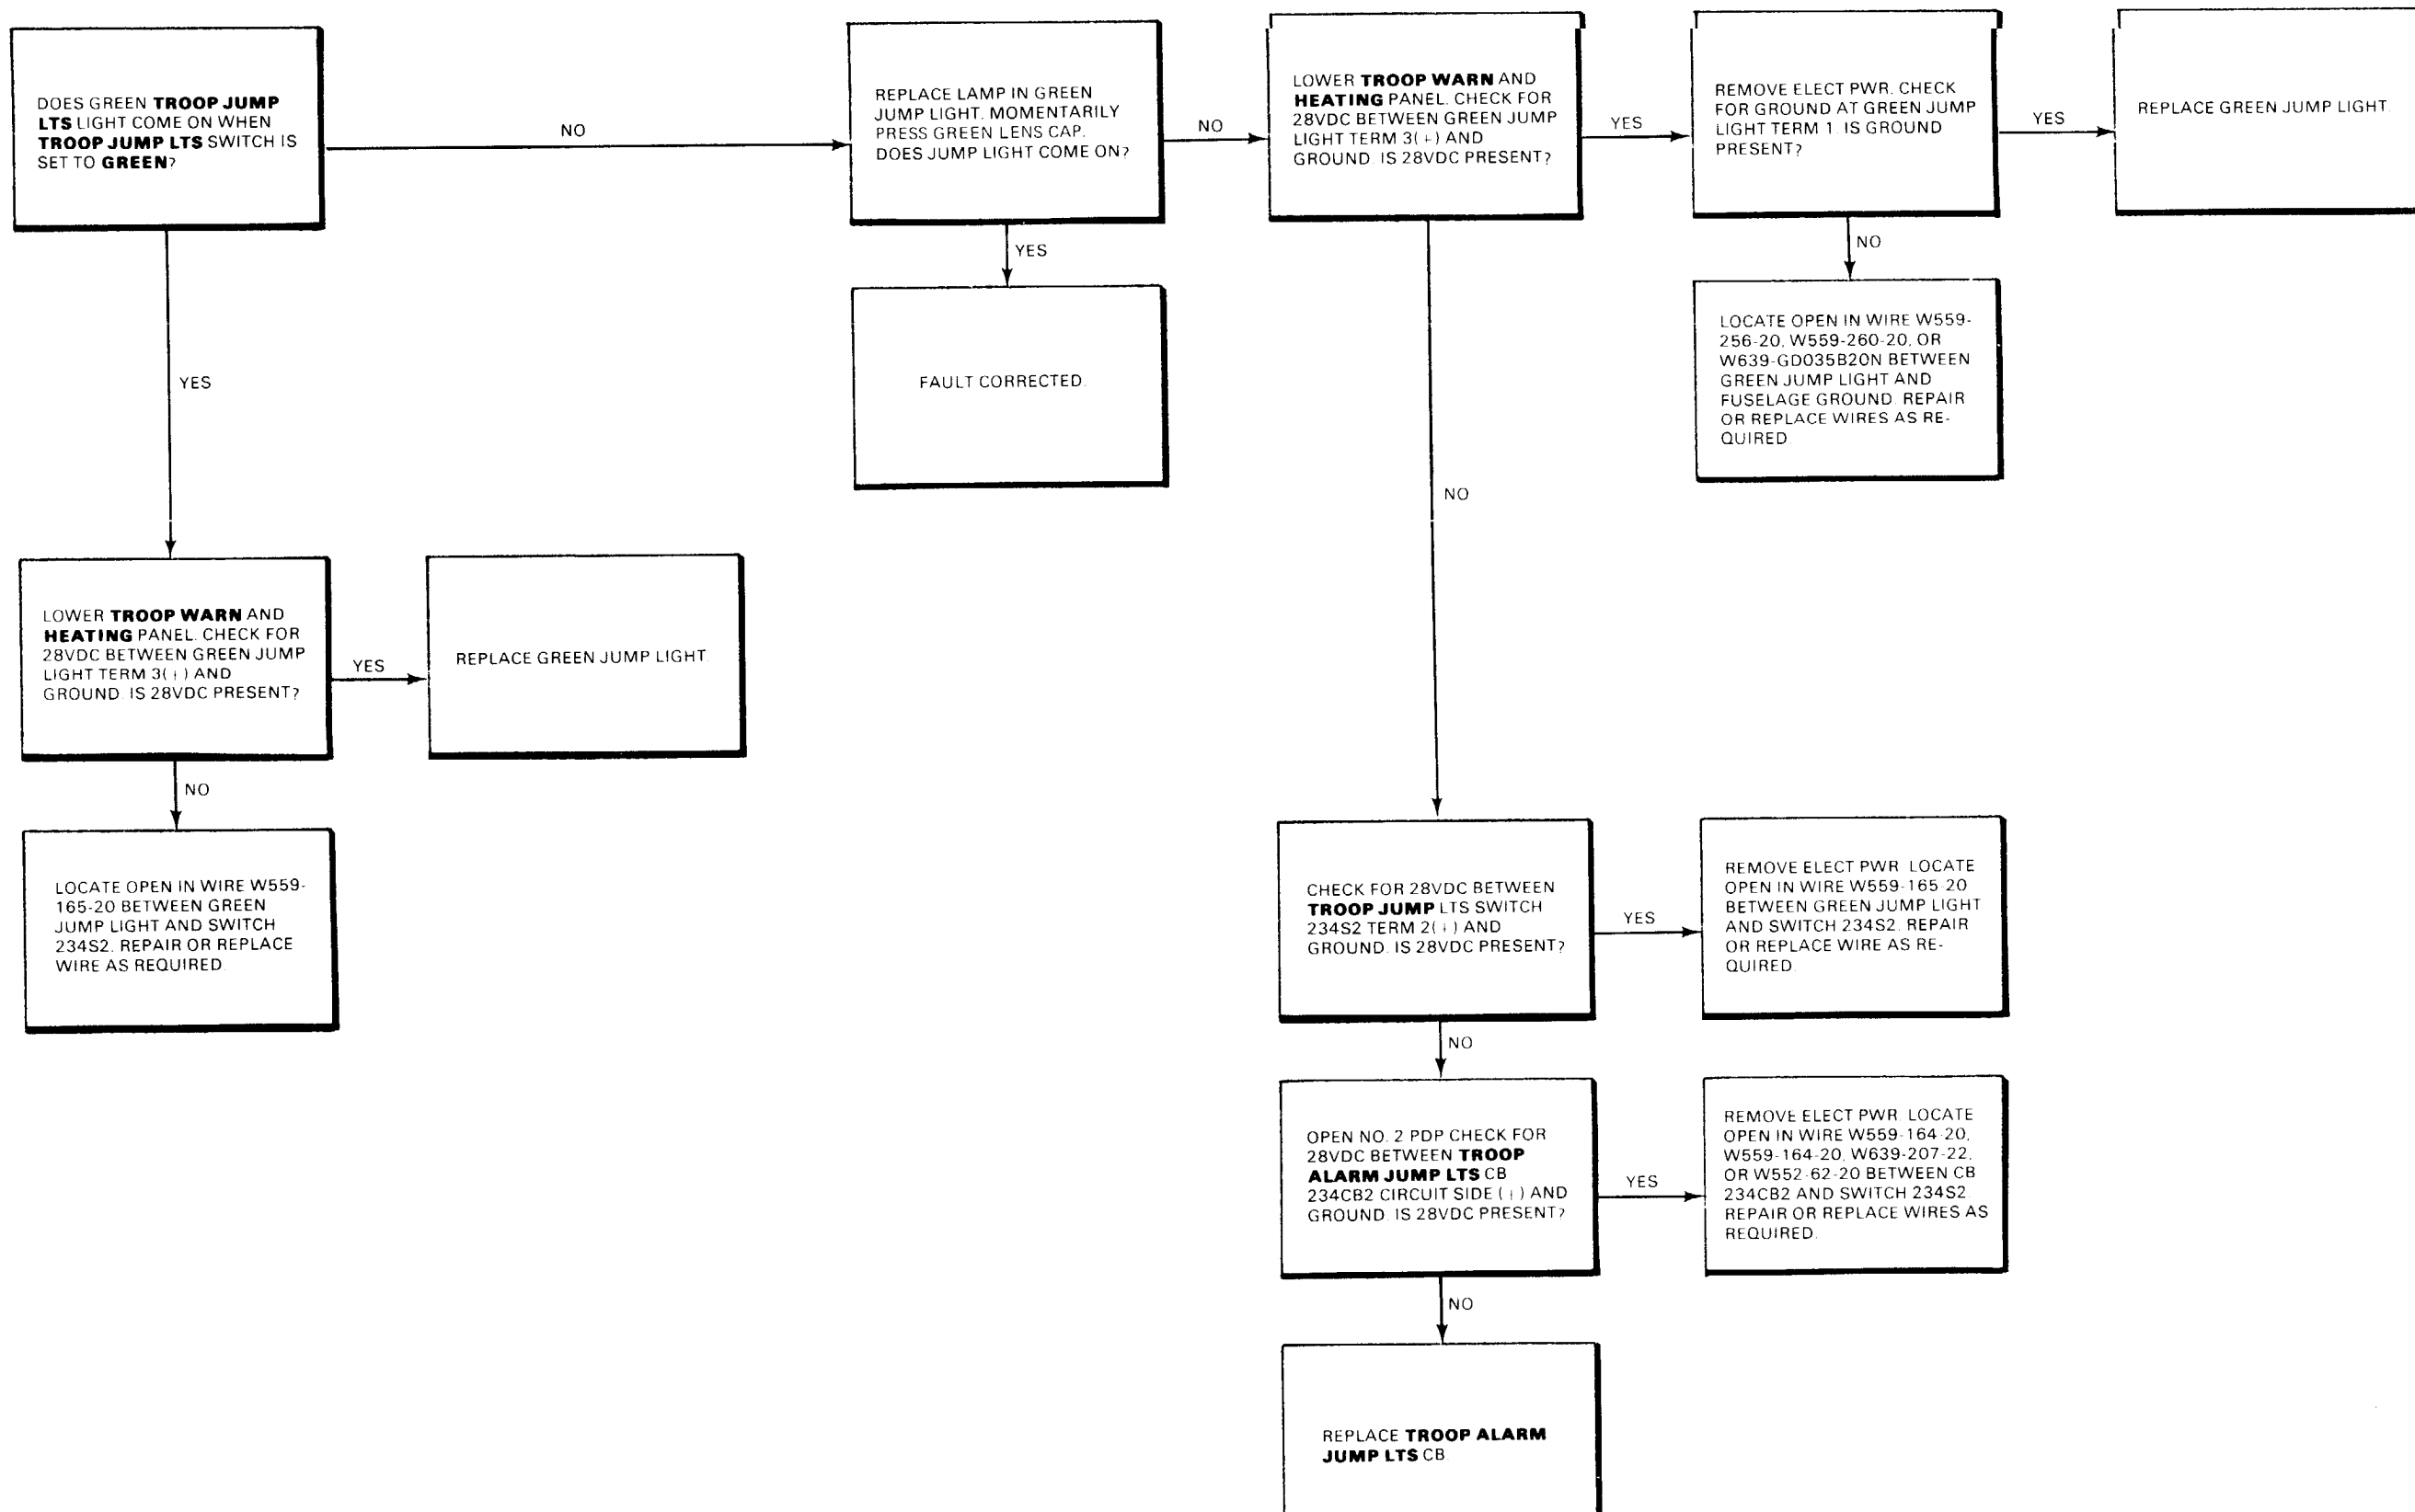 DOES GREEN TROOP JUMP
LTS LIGHT COME ON WHEN
TROOP JUMP LTS SWITCH IS
SET TO GREEN?
NO
REPLACE LAMP IN GREEN
JUMP LIGHT. MOMENTARILY
PRESS GREEN LENS CAP.
DOES JUMP LIGHT COME ON?
NO
LOWER TROOP WARN AND
HEATING PANEL. CHECK FOR
28VDC BETWEEN GREEN JUMP
LIGHT TERM 3(+) AND
GROUND. IS 28VDC PRESENT?
YES
REMOVE ELECT PWR. CHECK
FOR GROUND AT GREEN JUMP
LIGHT TERM 1. IS GROUND
PRESENT?
YES
REPLACE GREEN JUMP LIGHT.
YES
FAULT CORRECTED.
NO
LOCATE OPEN IN WIRE W559-
256-20, W559-260-20, OR
W639-GD035B20N BETWEEN
GREEN JUMP LIGHT AND
FUSELAGE GROUND. REPAIR
OR REPLACE WIRES AS RE-
QUIRED.
YES
NO
LOWER TROOP WARN AND
HEATING PANEL. CHECK FOR
28VDC BETWEEN GREEN JUMP
LIGHT TERM 3(+) AND
GROUND. IS 28VDC PRESENT?
YES
REPLACE GREEN JUMP LIGHT.
NO
LOCATE OPEN IN WIRE W559-
165-20 BETWEEN GREEN
JUMP LIGHT AND SWITCH
234S2. REPAIR OR REPLACE
WIRE AS REQUIRED.
CHECK FOR 28VDC BETWEEN
TROOP JUMP LTS SWITCH
234S2 TERM 2(+) AND
GROUND. IS 28VDC PRESENT?
YES
REMOVE ELECT PWR. LOCATE
OPEN IN WIRE W559-165-20
BETWEEN GREEN JUMP LIGHT
AND SWITCH 234S2. REPAIR
OR REPLACE WIRE AS RE-
QUIRED.
NO
OPEN NO. 2 PDP CHECK FOR
28VDC BETWEEN TROOP
ALARM JUMP LTS CB
234CB2 CIRCUIT SIDE (+) AND
GROUND. IS 28VDC PRESENT?
YES
REMOVE ELECT PWR. LOCATE
OPEN IN WIRE W559-164-20,
W559-164-20, W639-207-22,
OR W552-62-20 BETWEEN CB
234CB2 AND SWITCH 234S2.
REPAIR OR REPLACE WIRES AS
REQUIRED.
NO
REPLACE TROOP ALARM
JUMP LTS CB.